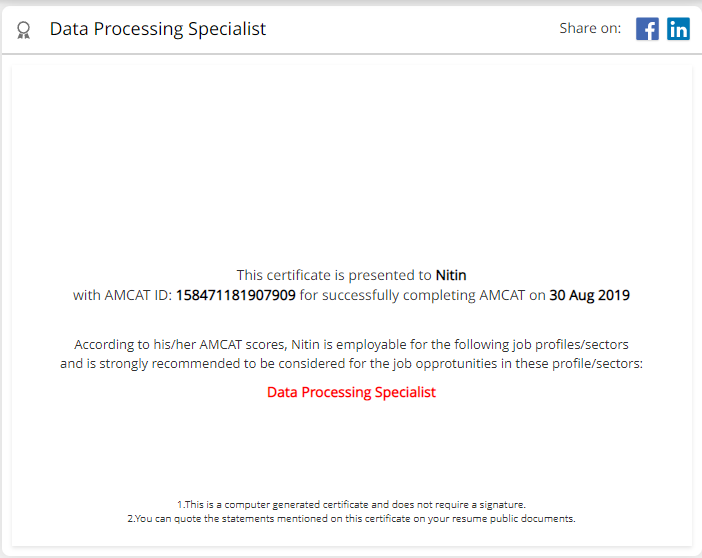 Data Processing Specialist
Share on:
This certificate is presented to Nitin
with AMCAT ID: 158471181907909 for successfully completing AMCAT on 30 Aug 2019
According to his/her AMCAT scores, Nitin is employable for the following job profiles/sectors
and is strongly recommended to be considered for the job opprotunities in these profile/sectors:
Data Processing Specialist
1.This is a computer generated certificate and does not require a signature.
2.You can quote the statements mentioned on this certificate on your resume public documents.